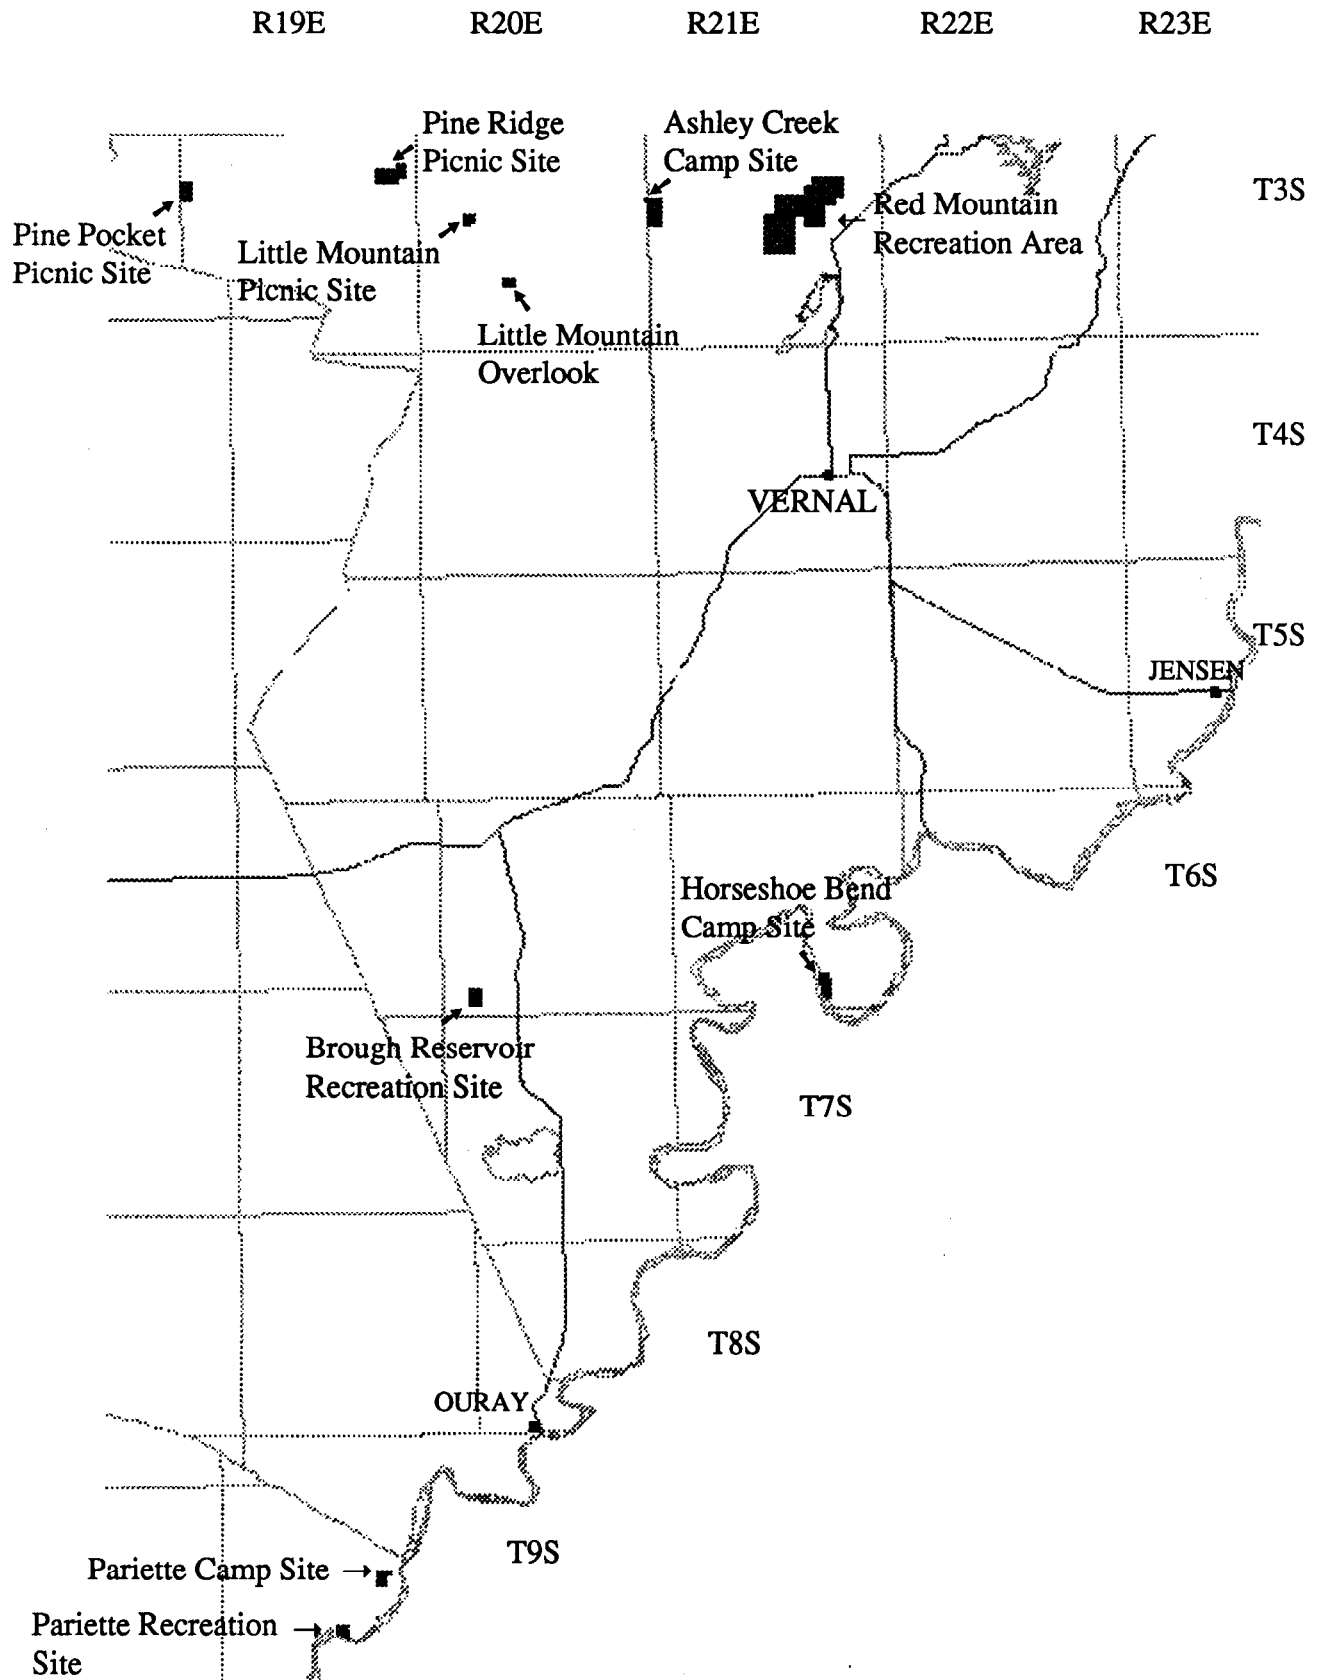 R19E R20E R21E R22E R23E
Pine Ridge
Picnic Site
Ashley Creek
Camp Site
T3S
Red Mountain
Recreation Area
Pine Pocket
Picnic Site
Little Mountain
Picnic Site
Little Mountain
Overlook
T4S
VERNAL
T5S
JENSEN
T6S
Horseshoe Bend
Camp Site
Brough Reservoir
Recreation Site
T7S
T8S
OURAY
T9S
Pariette Camp Site
Pariette Recreation
Site